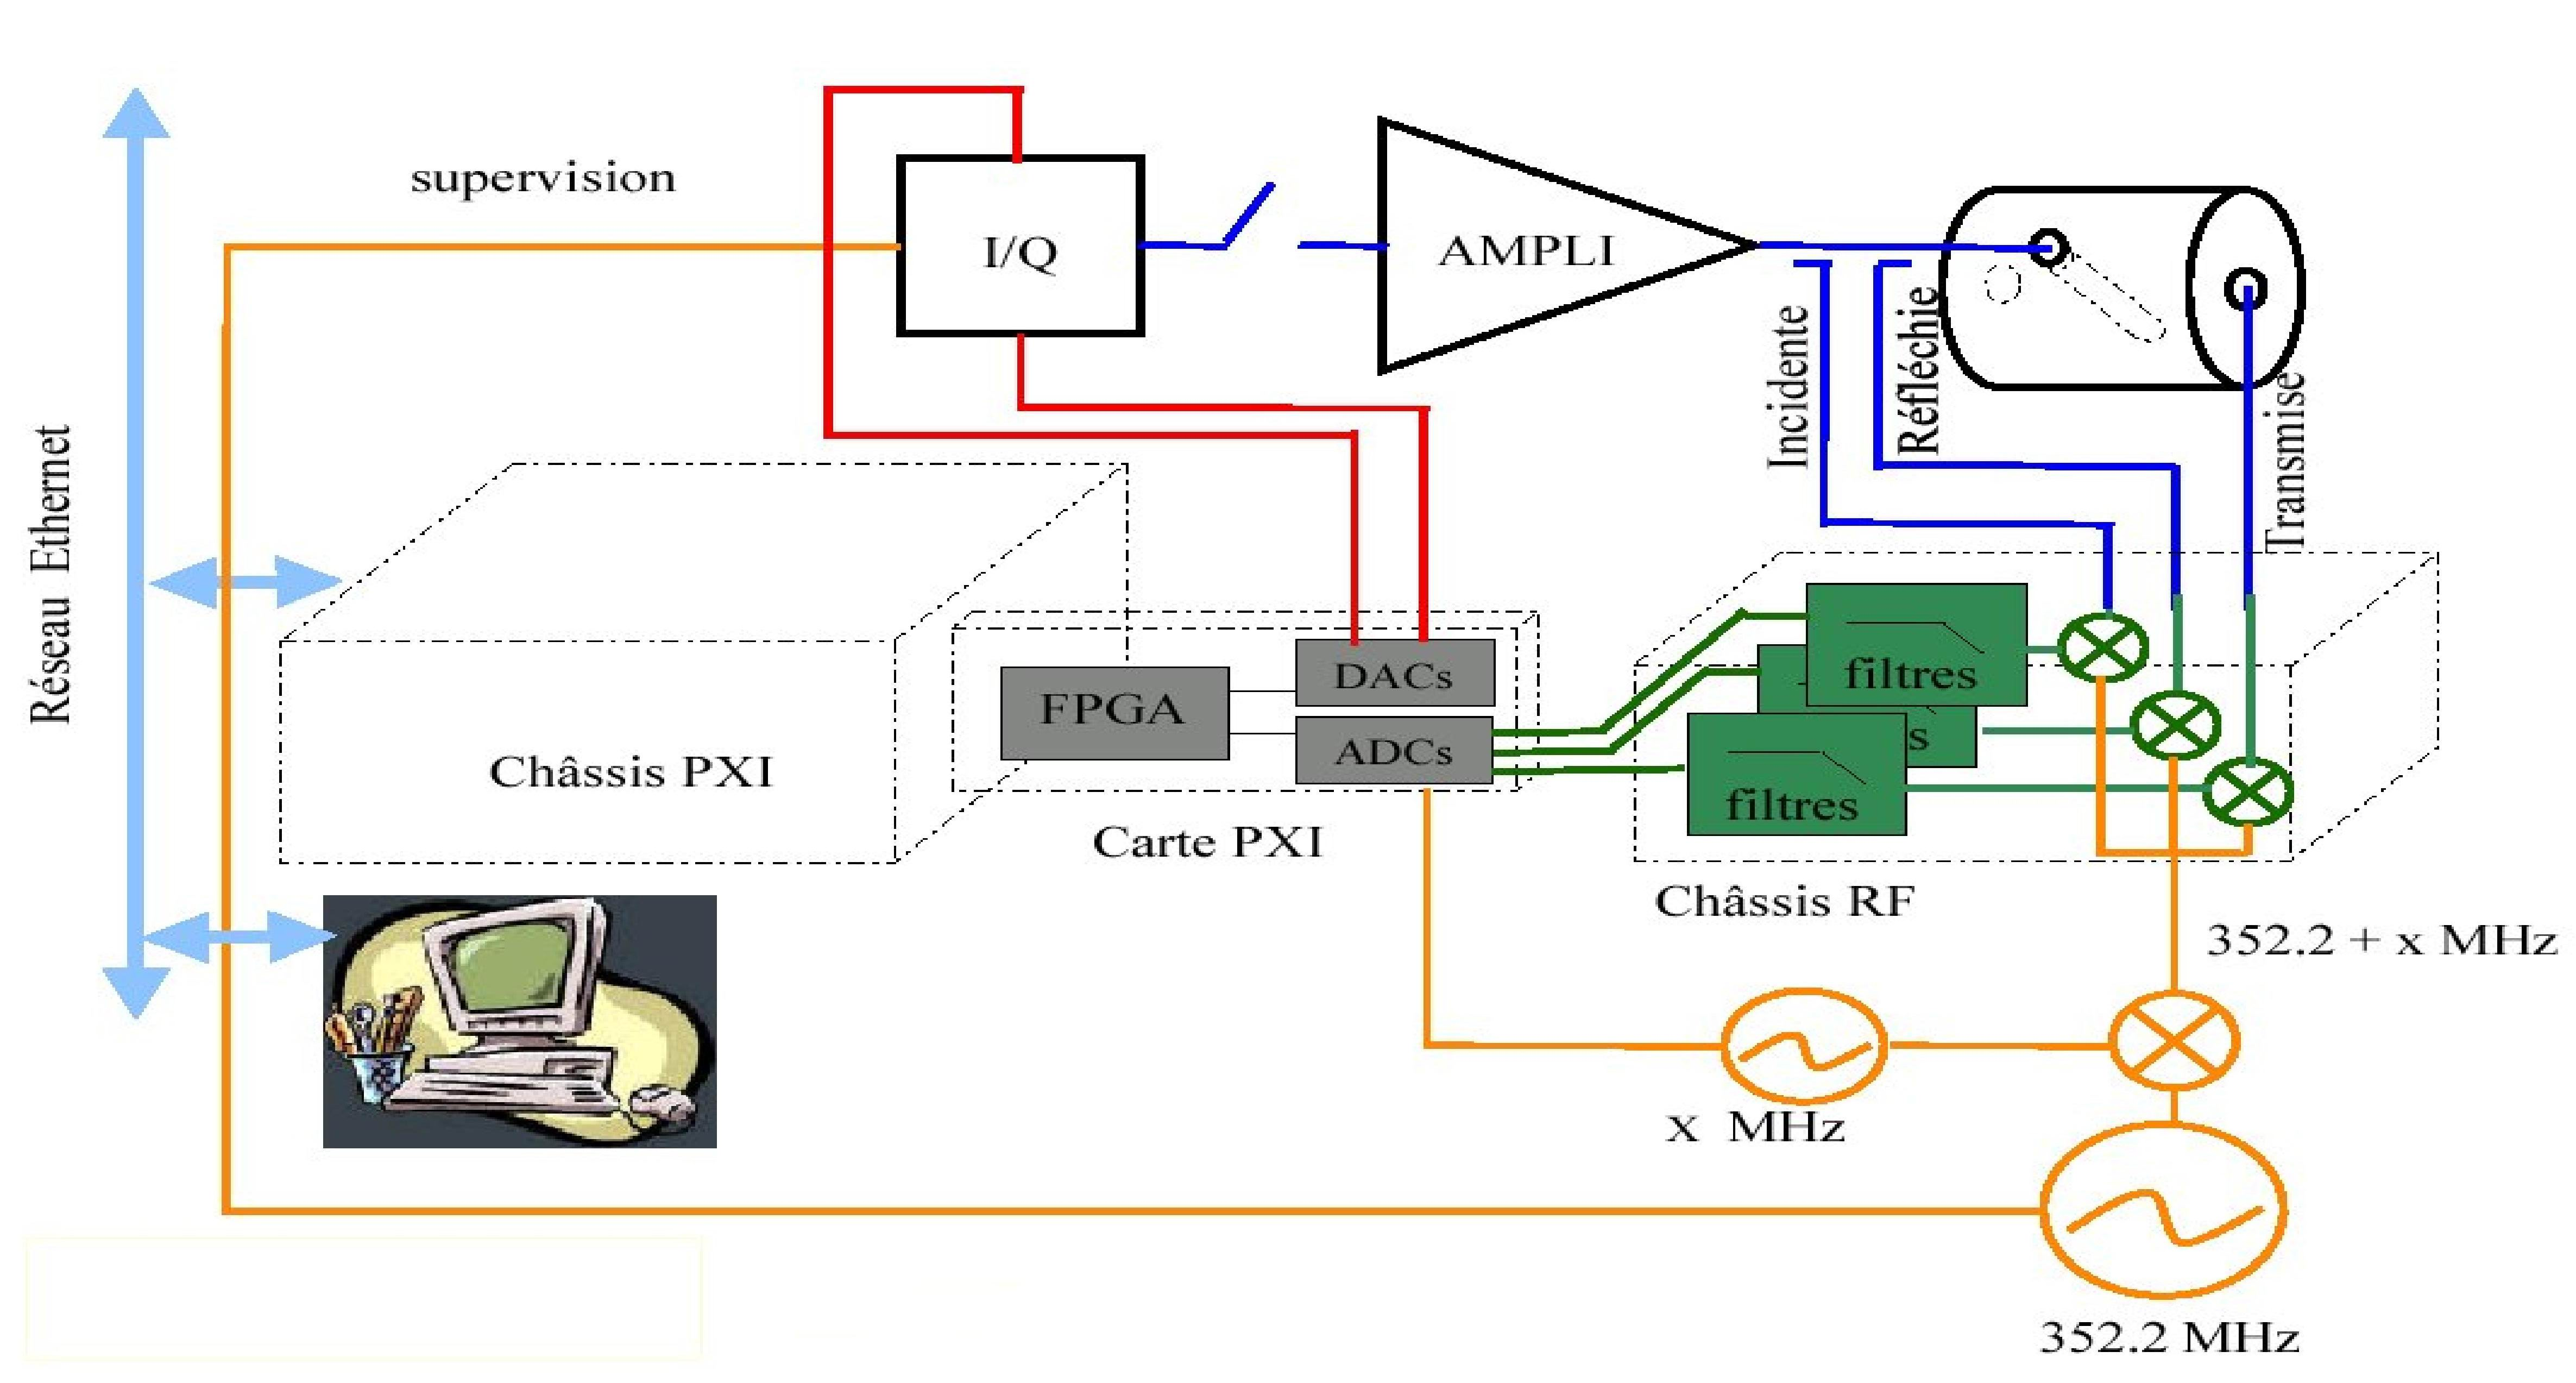 supervision
I/Q
AMPLI
Incidente
Réfléchie
Transmise
Réseau Ethernet
Châssis PXI
FPGA
DACs
ADCs
Carte PXI
filtres
s
filtres
Châssis RF
352.2 + x MHz
x MHz
352.2 MHz